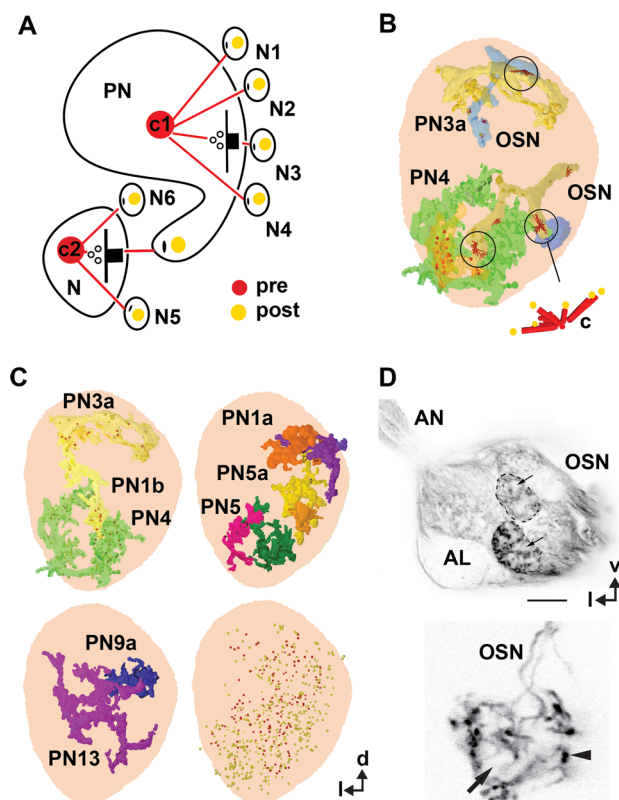 A
PN
N1
N2
c1
N3
N6
N4
c2
N
N5
pre
post
B
PN3a
OSN
PN4
OSN
c
C
PN3a
PN1a
PN1b
PN5a
PN4
PN5
PN9a
PN13
d
l
D
AN
OSN
AL
v
l
OSN